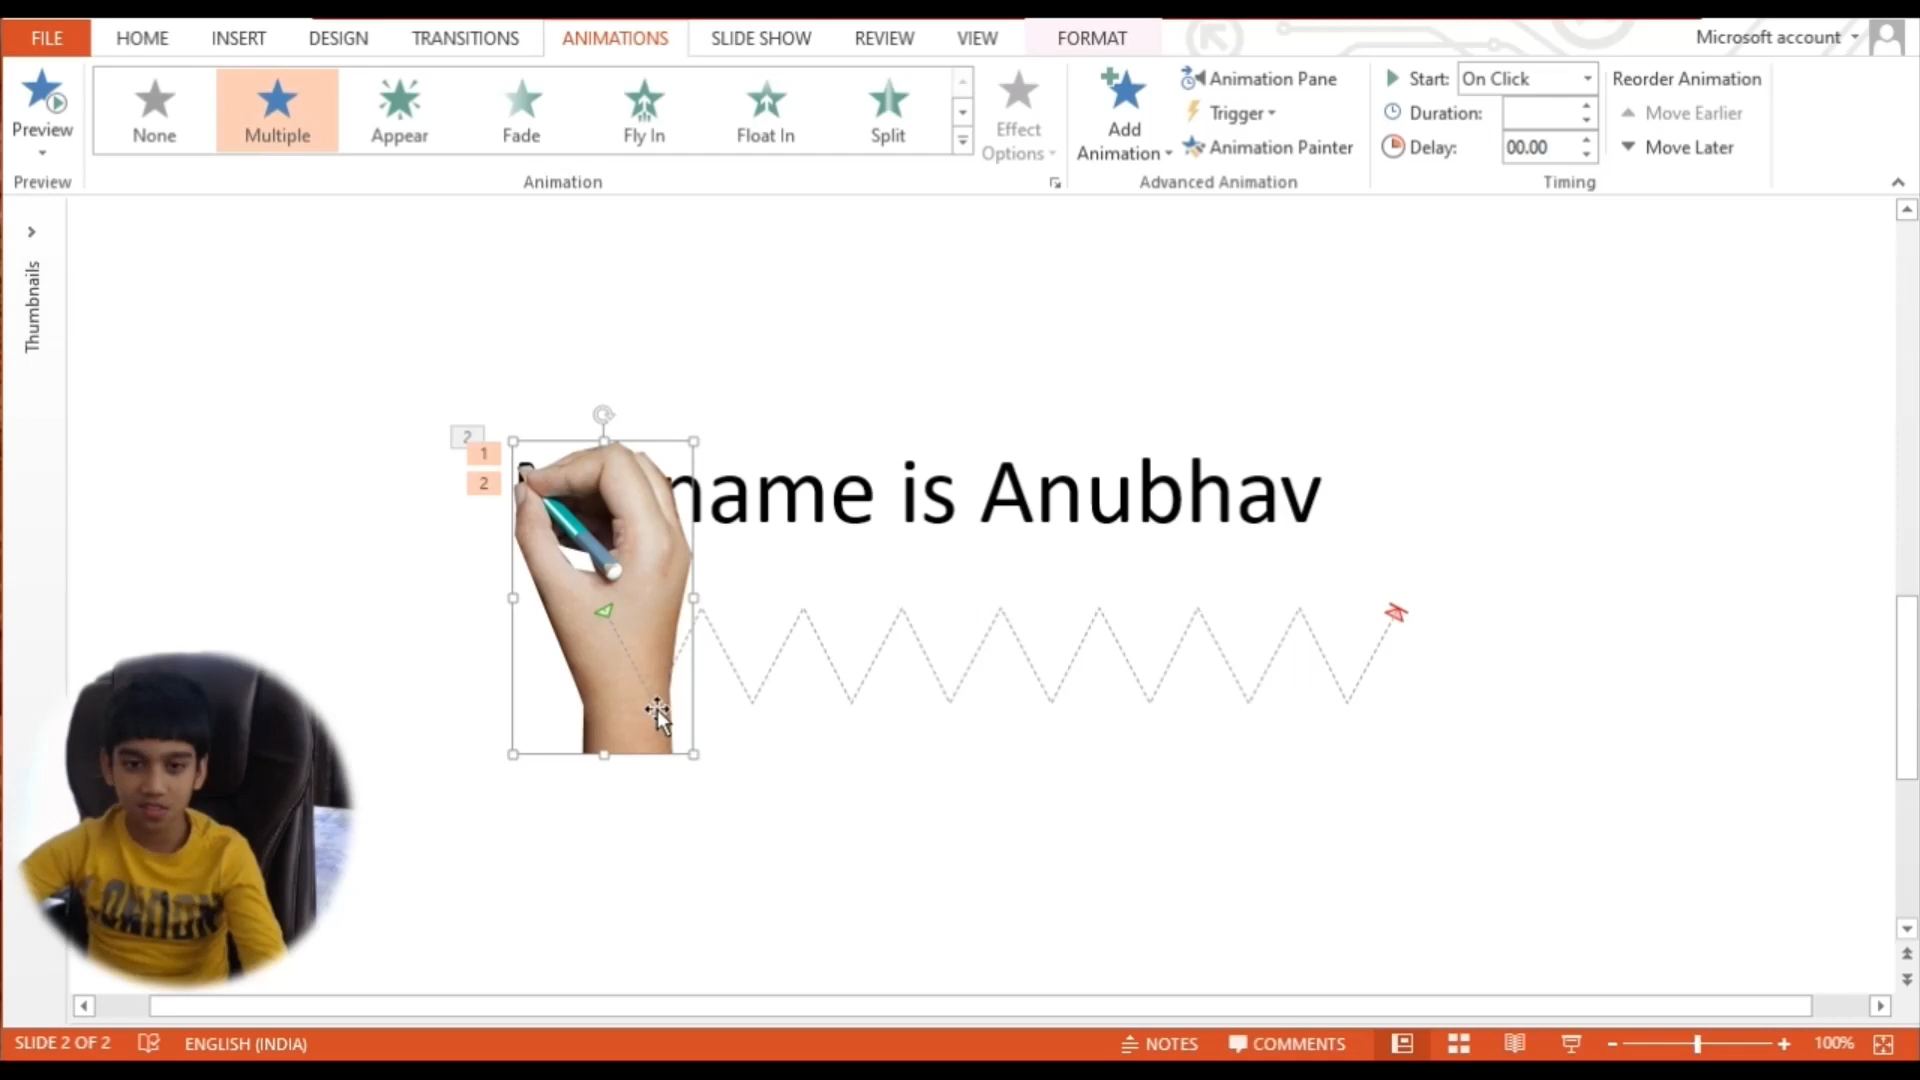 FILE HOME INSERT DESIGN TRANSITIONS ANIMATIONS SLIDE SHOW REVIEW VIEW FORMAT Microsoft account
Preview
None Multiple Appear Fade Fly In Float In Split
Effect Options
Add Animation
Animation Pane
Trigger
Animation Painter
Start: On Click
Duration:
Delay: 00.00
Reorder Animation
Move Earlier
Move Later
Preview Animation Advanced Animation Timing
Thumbnails
2
1
2
name is Anubhav
LONDON
SLIDE 2 OF 2 ENGLISH (INDIA) NOTES COMMENTS 100%